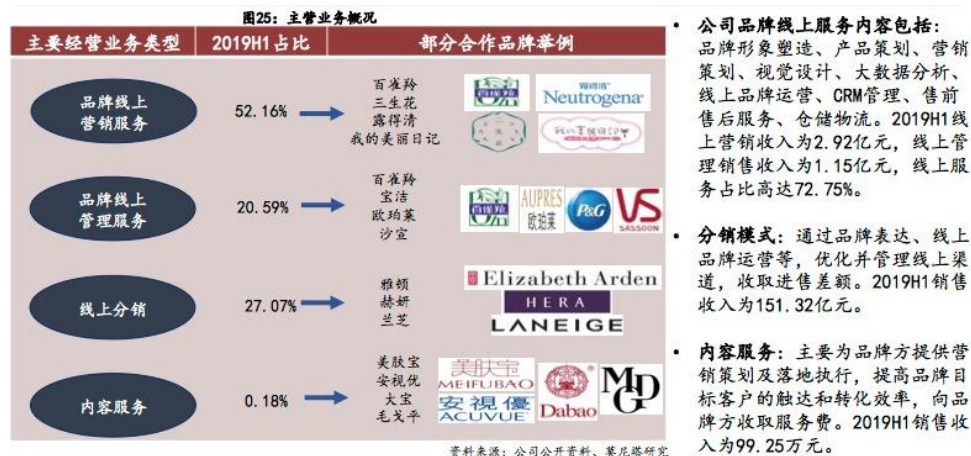 图25：主营业务概况
主要经营业务类型 2019H1占比 部分合作品牌举例
品牌线上
营销服务
52.16%
百雀羚
三生花
露得清
我的美丽日记
百雀羚
露得清
Neutrogena
三生花
我的美丽日记
品牌线上
管理服务
20.59%
百雀羚
宝洁
欧珀莱
沙宣
百雀羚
AUPRES
欧珀莱
P&G
VS
SASSOON
线上分销
27.07%
雅顿
赫妍
兰芝
Elizabeth Arden
HERA
LANEIGE
内容服务
0.18%
美肤宝
安视优
大宝
毛戈平
美肤宝
MEIFUBAO
安視優
ACUVUE
Dabao
MGP
资料来源：公司公开资料、莫尼塔研究
• 公司品牌线上服务内容包括：
品牌形象塑造、产品策划、营销
策划、视觉设计、大数据分析、
线上品牌运营、CRM管理、售前
售后服务、仓储物流。2019H1线
上营销收入为2.92亿元，线上管
理销售收入为1.15亿元，线上服
务占比高达72.75%。
• 分销模式：通过品牌表达、线上
品牌运营等，优化并管理线上渠
道，收取进售差额。2019H1销售
收入为151.32亿元。
• 内容服务：主要为品牌方提供营
销策划及落地执行，提高品牌目
标客户的触达和转化效率，向品
牌方收取服务费。2019H1销售收
入为99.25万元。